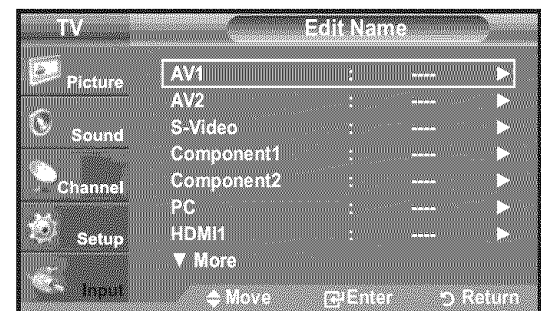 TV
Edit Name
Picture
Sound
Channel
Setup
Input
AV1 : ---- ▶
AV2 : ---- ▶
S-Video : ---- ▶
Component1 : ---- ▶
Component2 : ---- ▶
PC : ---- ▶
HDMI1 : ---- ▶
▼ More
Move Enter Return